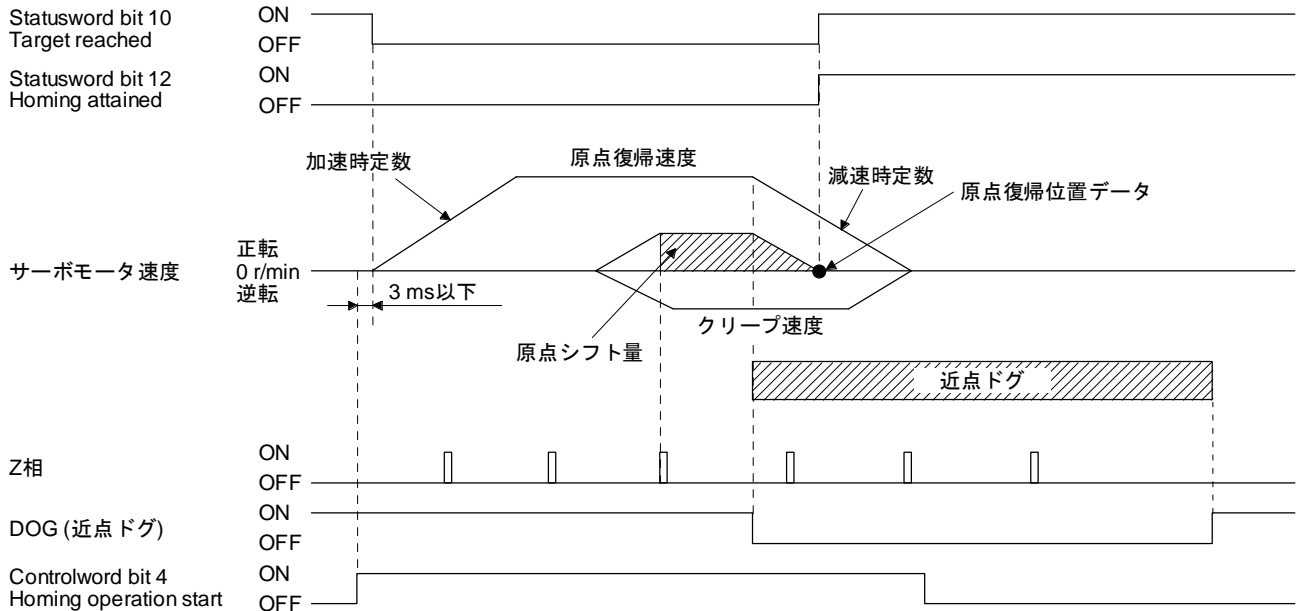 Statusword bit 10
Target reached
ON
OFF
Statusword bit 12
Homing attained
ON
OFF
加速時定数
原点復帰速度
減速時定数
原点復帰位置データ
サーボモータ速度
正転
0 r/min
逆転
3 ms以下
クリープ速度
原点シフト量
近点ドグ
Z相
ON
OFF
DOG (近点ドグ)
ON
OFF
Controlword bit 4
Homing operation start
ON
OFF